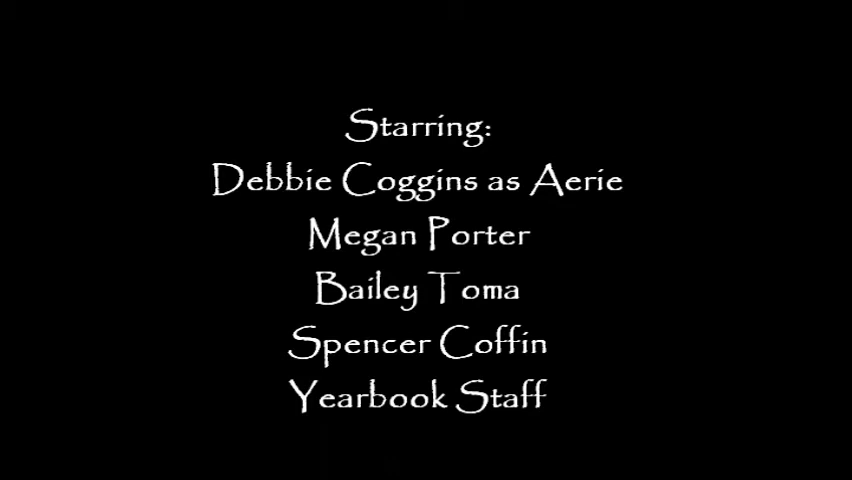 Starring:
Debbie Coggins as Aerie
Megan Porter
Bailey Toma
Spencer Coffin
Yearbook Staff